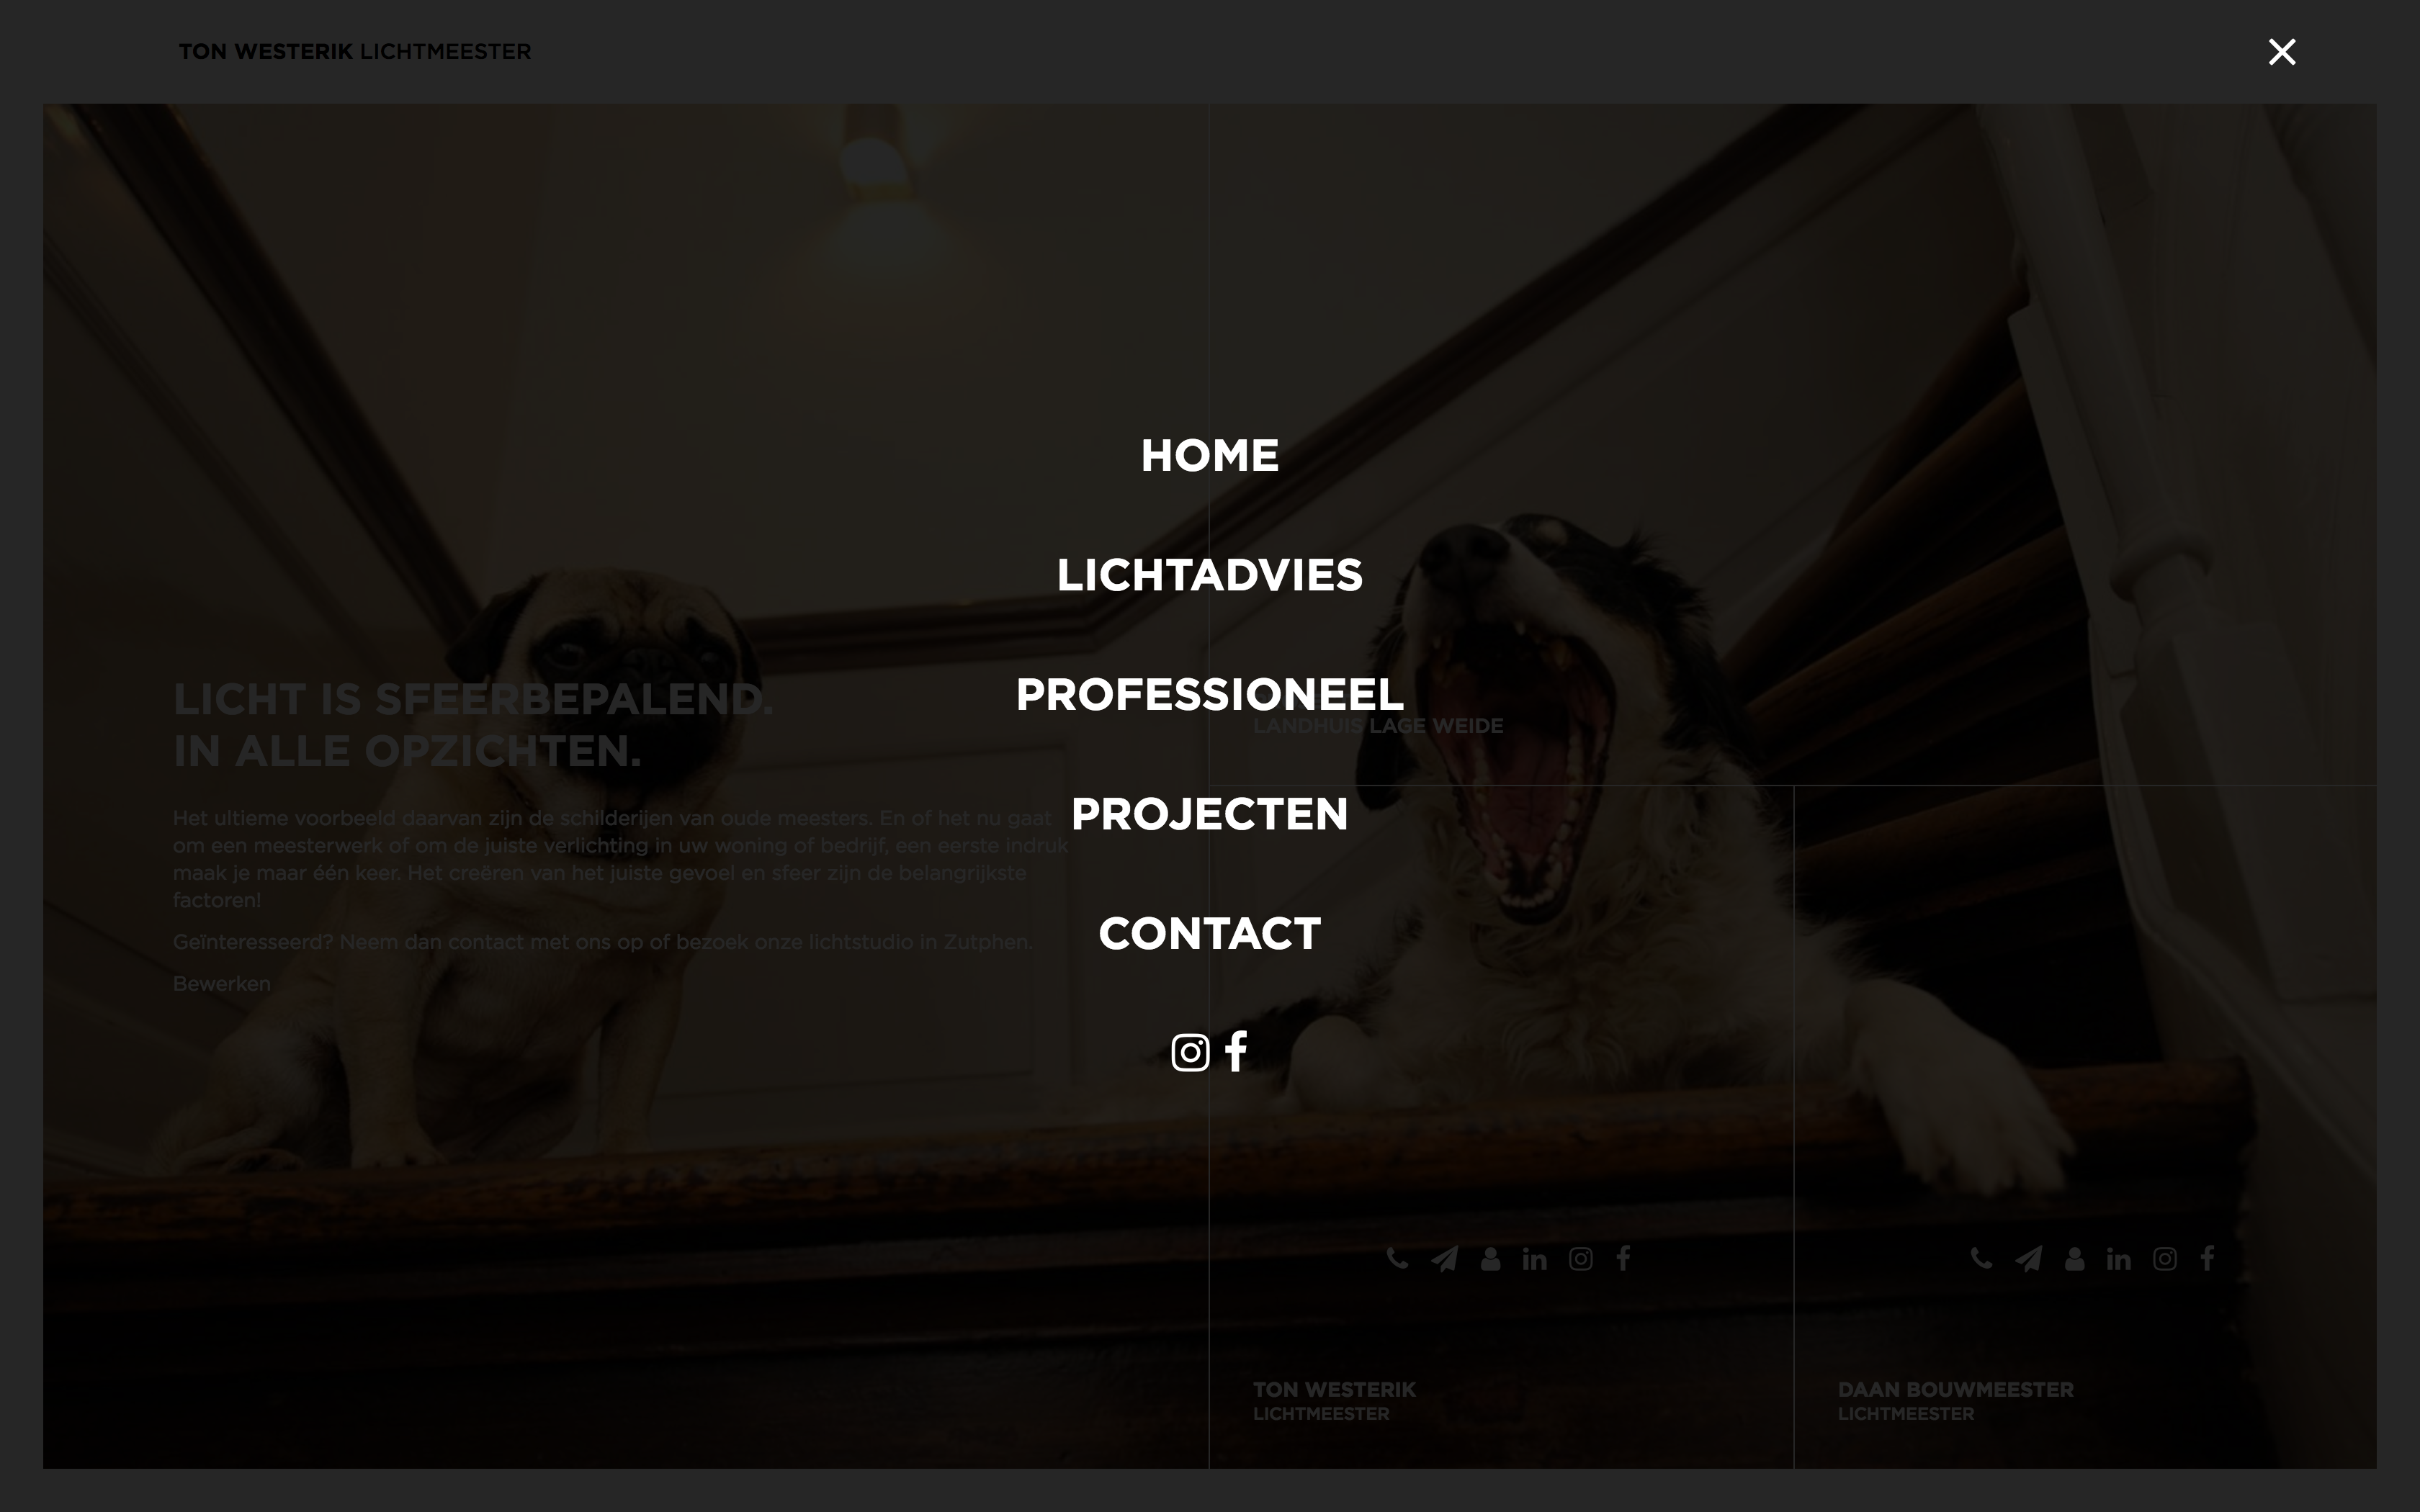 TON WESTERIK LICHTMEESTER
HOME
LICHTADVIES
PROFESSIONEEL
PROJECTEN
CONTACT
LICHT IS SFEERBEPALEND.
IN ALLE OPZICHTEN.
Het ultieme voorbeeld daarvan zijn de schilderijen van oude meesters. En of het nu gaat
om een meesterwerk of om de juiste verlichting in uw woning of bedrijf, een eerste indruk
maak je maar één keer. Het creëren van het juiste gevoel en sfeer zijn de belangrijkste
factoren!
Geïnteresseerd? Neem dan contact met ons op of bezoek onze lichtstudio in Zutphen.
Bewerken
LANDHUIS LAGE WEIDE
TON WESTERIK
LICHTMEESTER
DAAN BOUWMEESTER
LICHTMEESTER